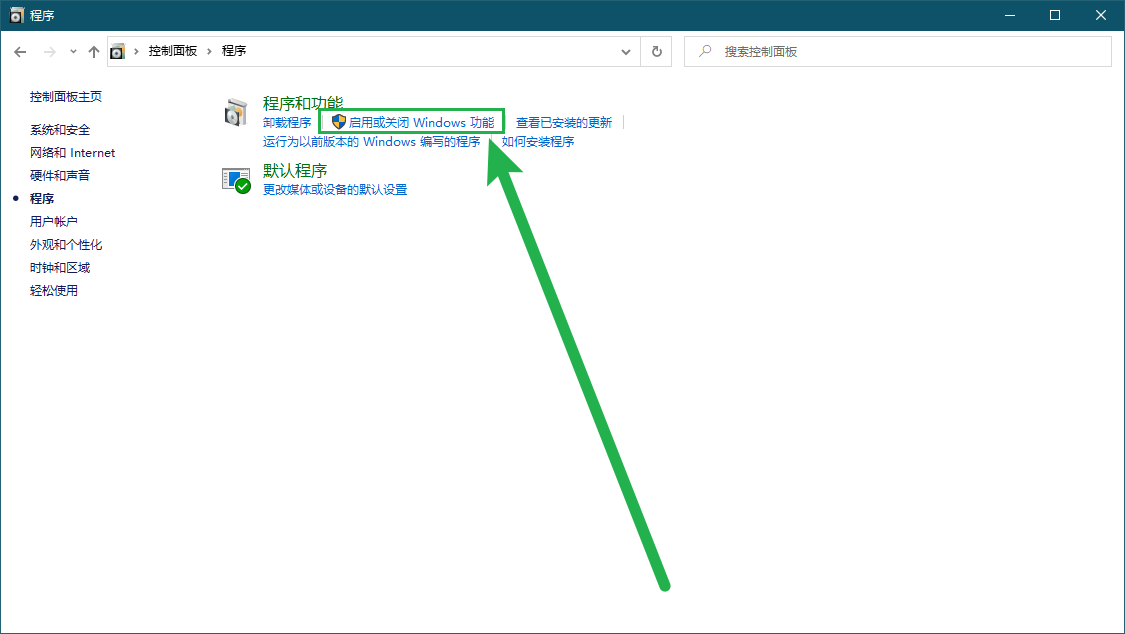 程序
控制面板 程序
搜索控制面板
控制面板主页
系统和安全
网络和 Internet
硬件和声音
程序
用户帐户
外观和个性化
时钟和区域
轻松使用
程序和功能
卸载程序 启用或关闭 Windows 功能 查看已安装的更新
运行为以前版本的 Windows 编写的程序 如何安装程序
默认程序
更改媒体或设备的默认设置